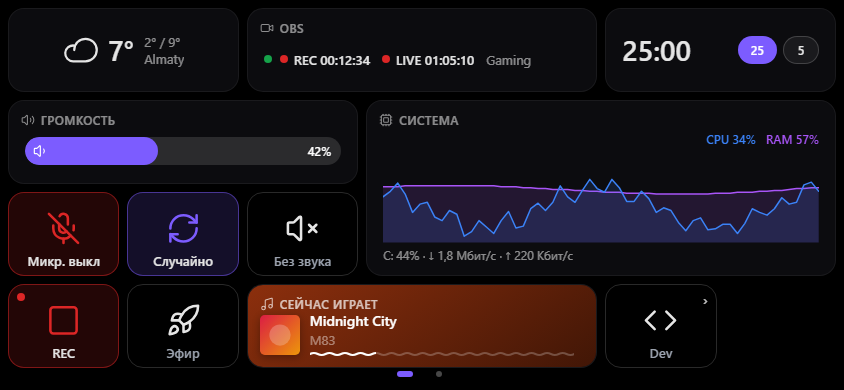 7°
2° / 9°
Almaty
OBS
REC 00:12:34 LIVE 01:05:10 Gaming
25:00
25 5
ГРОМКОСТЬ
42%
СИСТЕМА
CPU 34% RAM 57%
C: 44% · ↓ 1,8 Мбит/с · ↑ 220 Кбит/с
Микр. выкл
Случайно
Без звука
REC
Эфир
СЕЙЧАС ИГРАЕТ
Midnight City
M83
Dev